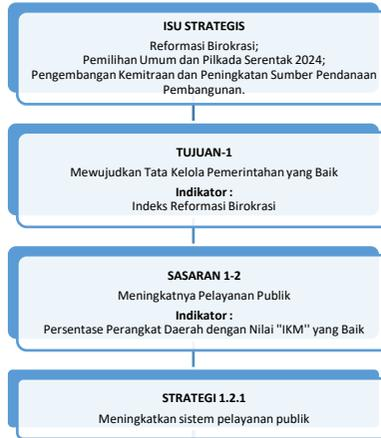 ISU STRATEGIS
Reformasi Birokrasi;
Pemilihan Umum dan Pilkada Serentak 2024;
Pengembangan Kemitraan dan Peningkatan Sumber Pendanaan
Pembangunan.
TUJUAN-1
Mewujudkan Tata Kelola Pemerintahan yang Baik
Indikator :
Indeks Reformasi Birokrasi
SASARAN 1-2
Meningkatnya Pelayanan Publik
Indikator :
Persentase Perangkat Daerah dengan Nilai "IKM" yang Baik
STRATEGI 1.2.1
Meningkatkan sistem pelayanan publik